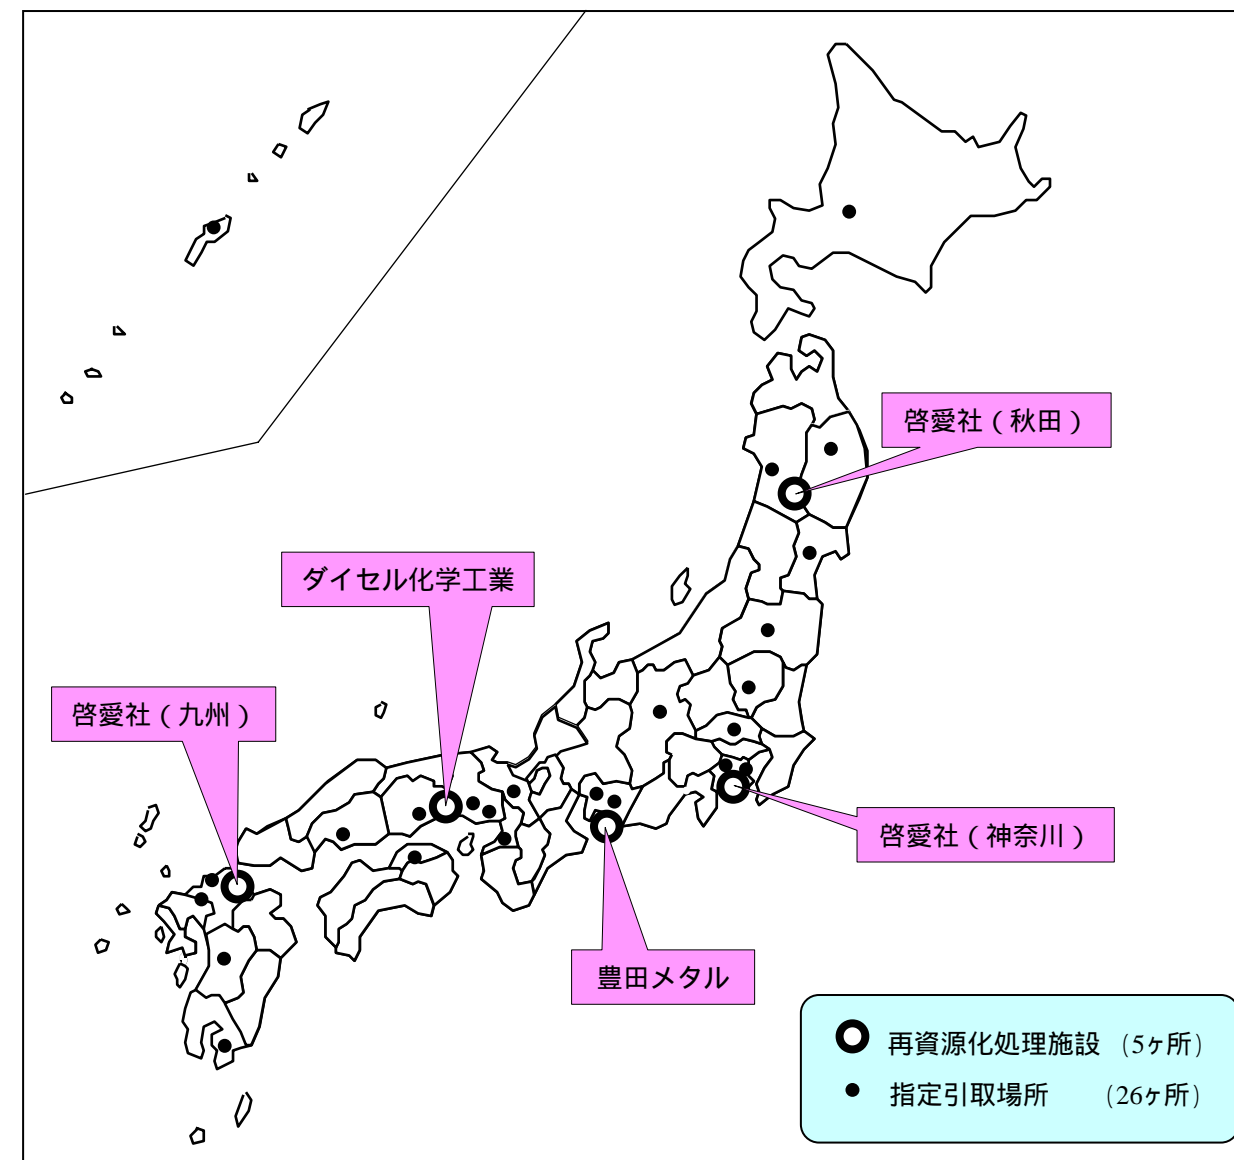 啓愛社（秋田）
ダイセル化学工業
啓愛社（九州）
啓愛社（神奈川）
豊田メタル
再資源化処理施設 (5ヶ所)
指定引取場所 (26ヶ所)